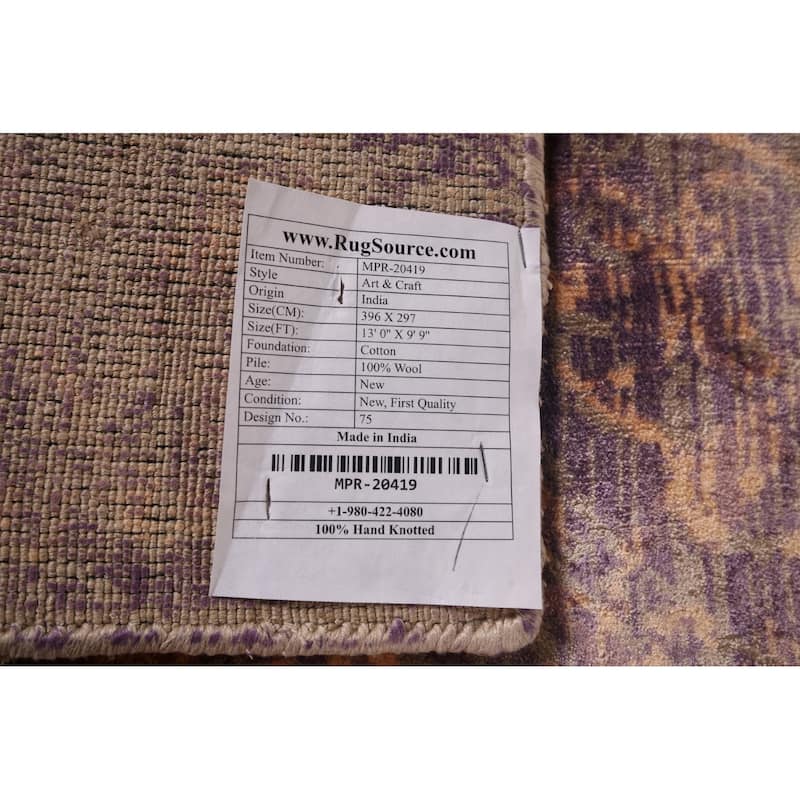 www.RugSource.com
Item Number: MPR-20419
Style Art & Craft
Origin India
Size(CM): 396 X 297
Size(FT): 13' 0" X 9' 9"
Foundation: Cotton
Pile: 100% Wool
Age: New
Condition: New, First Quality
Design No.: 75
Made in India
MPR-20419
+1-980-422-4080
100% Hand Knotted